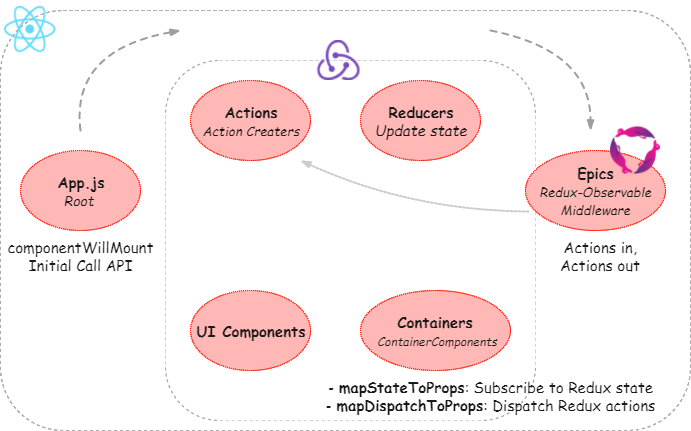 Actions
Action Creaters
Reducers
Update state
App.js
Root
Epics
Redux-Observable
Middleware
componentWillMount
Initial Call API
Actions in,
Actions out
UI Components
Containers
ContainerComponents
- mapStateToProps: Subscribe to Redux state
- mapDispatchToProps: Dispatch Redux actions